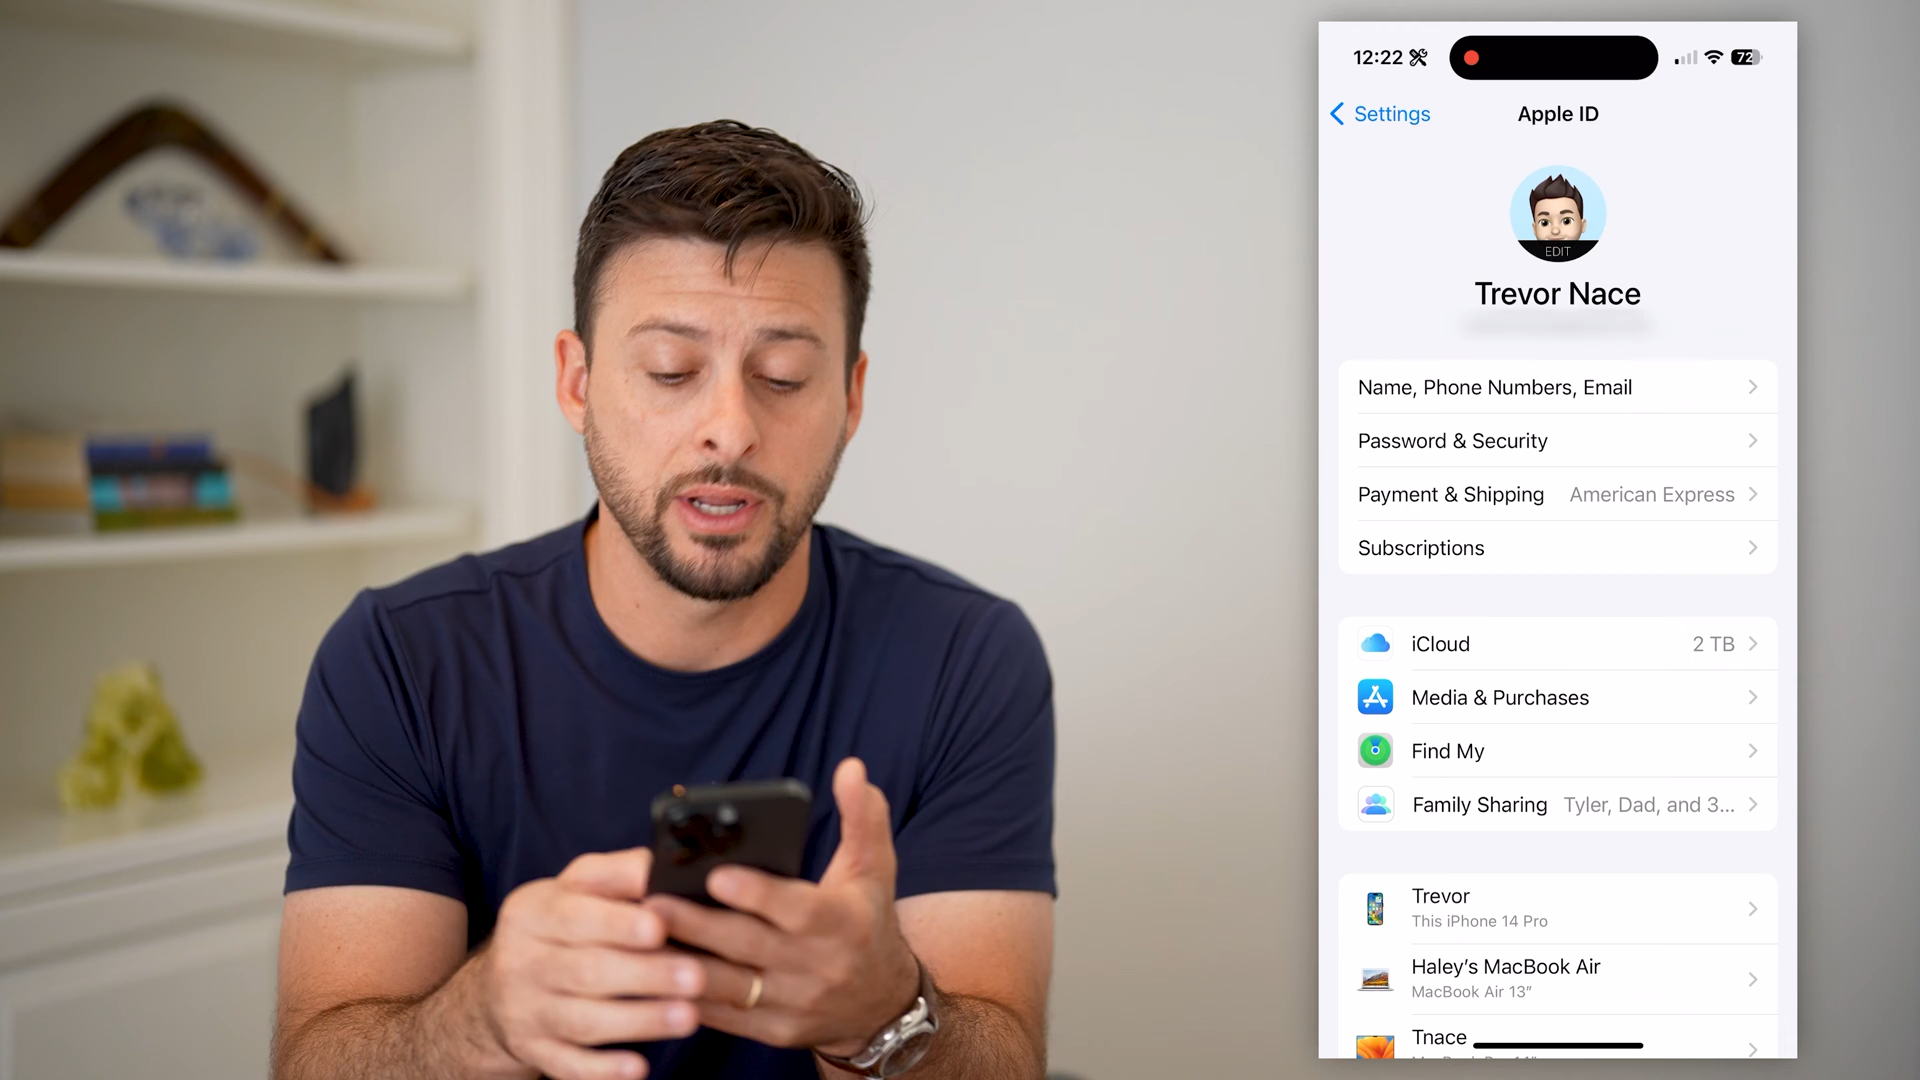 12:22
72
Settings
Apple ID
EDIT
Trevor Nace
Name, Phone Numbers, Email
Password & Security
Payment & Shipping American Express
Subscriptions
iCloud 2 TB
Media & Purchases
Find My
Family Sharing Tyler, Dad, and 3...
Trevor
This iPhone 14 Pro
Haley's MacBook Air
MacBook Air 13"
Tnace